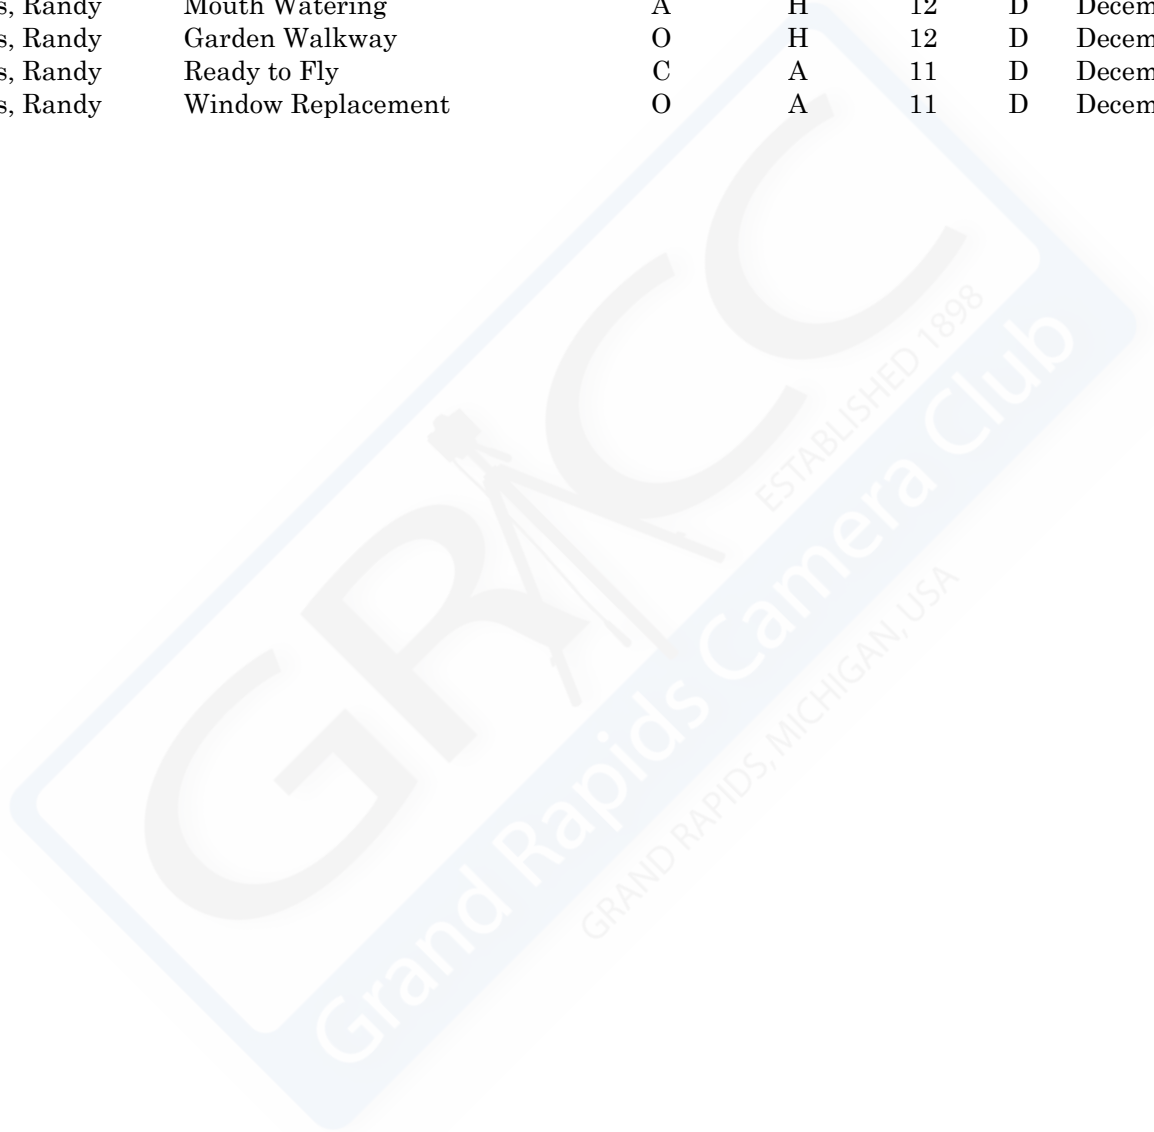 s, Randy Mouth Watering A H 12 D Decem
s, Randy Garden Walkway O H 12 D Decem
s, Randy Ready to Fly C A 11 D Decem
s, Randy Window Replacement O A 11 D Decem
GRCC
ESTABLISHED 1898
Grand Rapids Camera Club
GRAND RAPIDS, MICHIGAN, USA